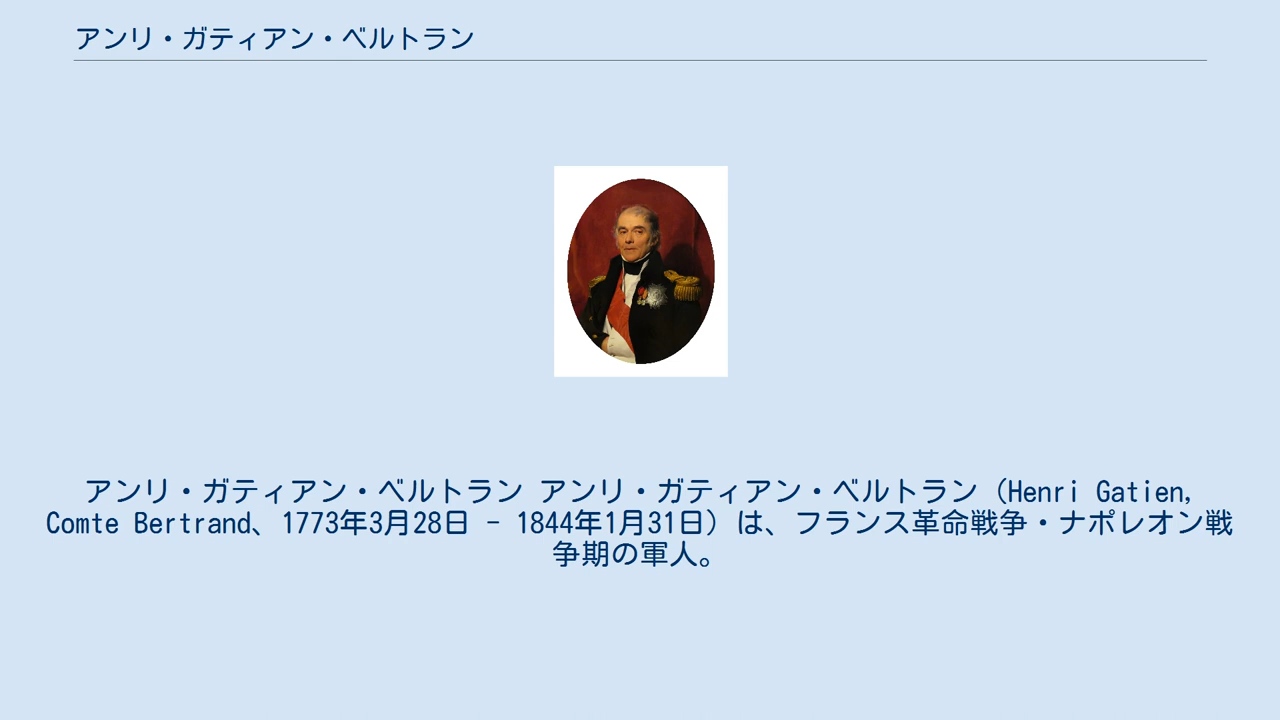 アンリ・ガティアン・ベルトラン
アンリ・ガティアン・ベルトラン アンリ・ガティアン・ベルトラン（Henri Gatien,
Comte Bertrand、1773年3月28日 - 1844年1月31日）は、フランス革命戦争・ナポレオン戦
争期の軍人。